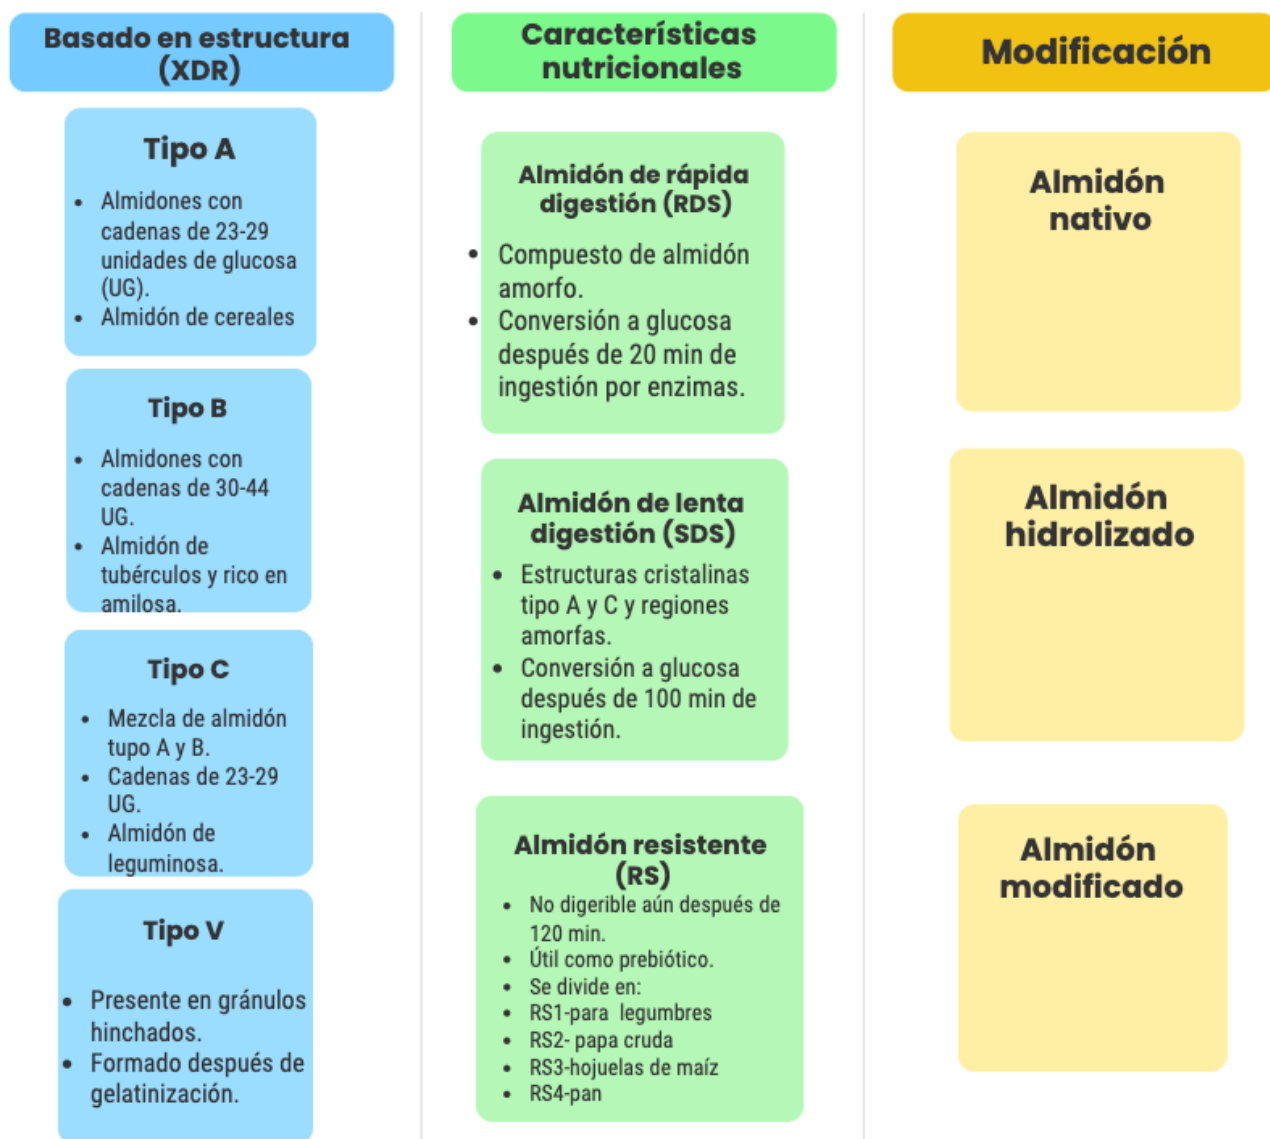 Basado en estructura
(XDR)
Tipo A
• Almidones con
cadenas de 23-29
unidades de glucosa
(UG).
• Almidón de cereales
Tipo B
• Almidones con
cadenas de 30-44
UG.
• Almidón de
tubérculos y rico en
amilosa.
Tipo C
• Mezcla de almidón
tupo A y B.
• Cadenas de 23-29
UG.
• Almidón de
leguminosa.
Tipo V
• Presente en gránulos
hinchados.
• Formado después de
gelatinización.
Características
nutricionales
Almidón de rápida
digestión (RDS)
• Compuesto de almidón
amorfo.
• Conversión a glucosa
después de 20 min de
ingestión por enzimas.
Almidón de lenta
digestión (SDS)
• Estructuras cristalinas
tipo A y C y regiones
amorfas.
• Conversión a glucosa
después de 100 min de
ingestión.
Almidón resistente
(RS)
• No digerible aún después de
120 min.
• Útil como prebiótico.
• Se divide en:
• RS1-para legumbres
• RS2- papa cruda
• RS3-hojuelas de maíz
• RS4-pan
Modificación
Almidón
nativo
Almidón
hidrolizado
Almidón
modificado